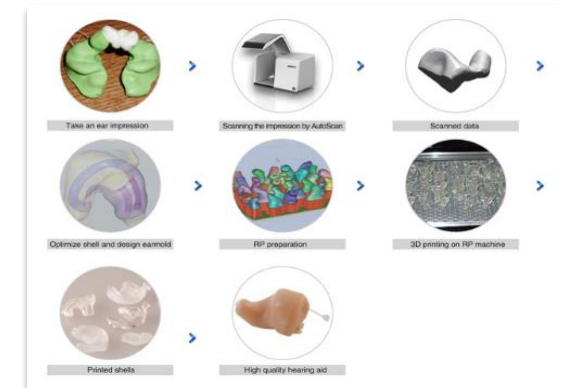 Take an ear impression
Scanning the impression by AutoScan
Scanned data
Optimize shell and design earmold
RP preparation
3D printing on RP machine
Printed shells
High quality hearing aid